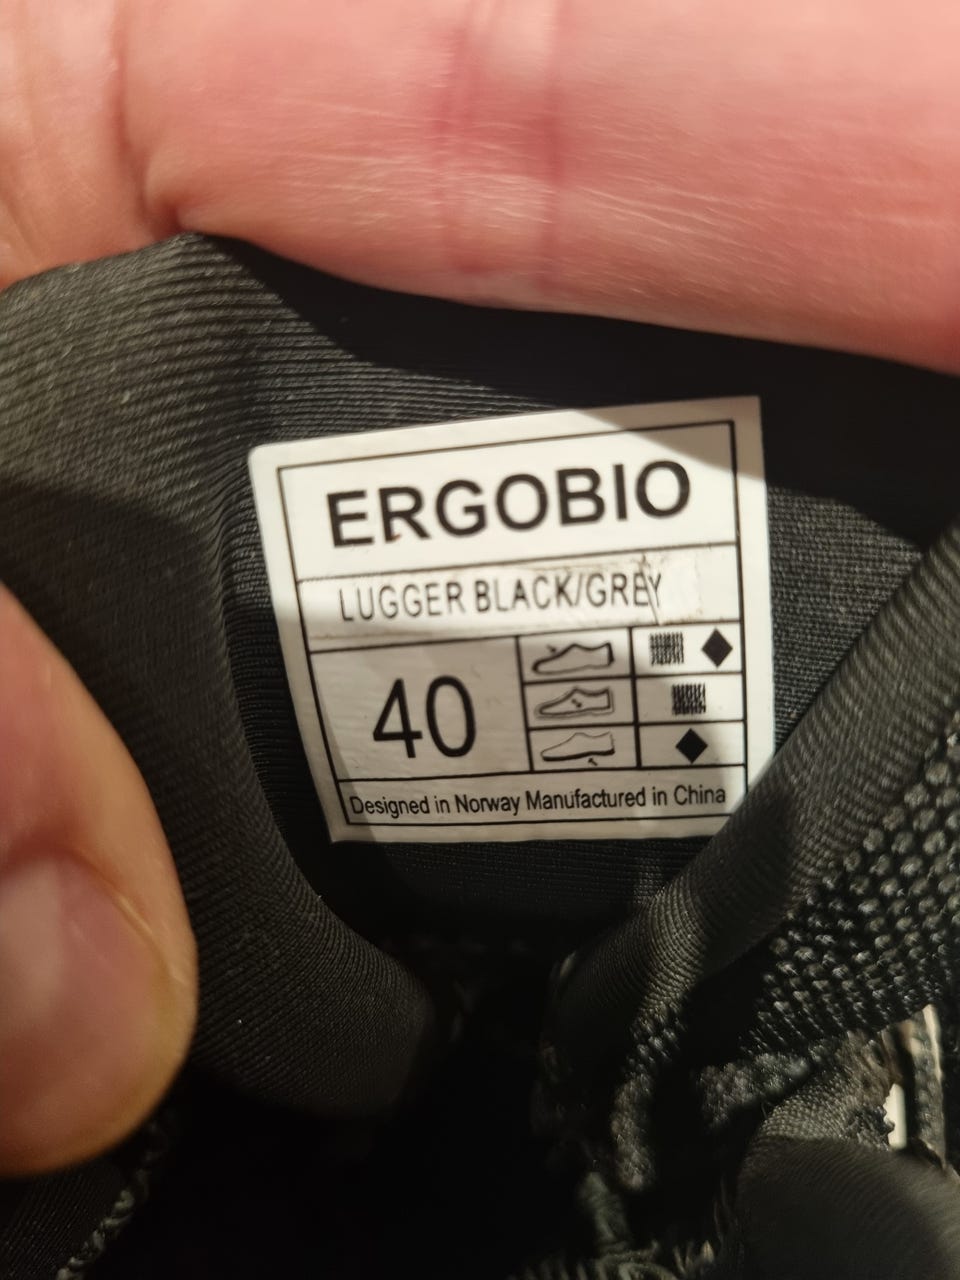 ERGOBIO
LUGGER BLACK/GREY
40
Designed in Norway Manufactured in China